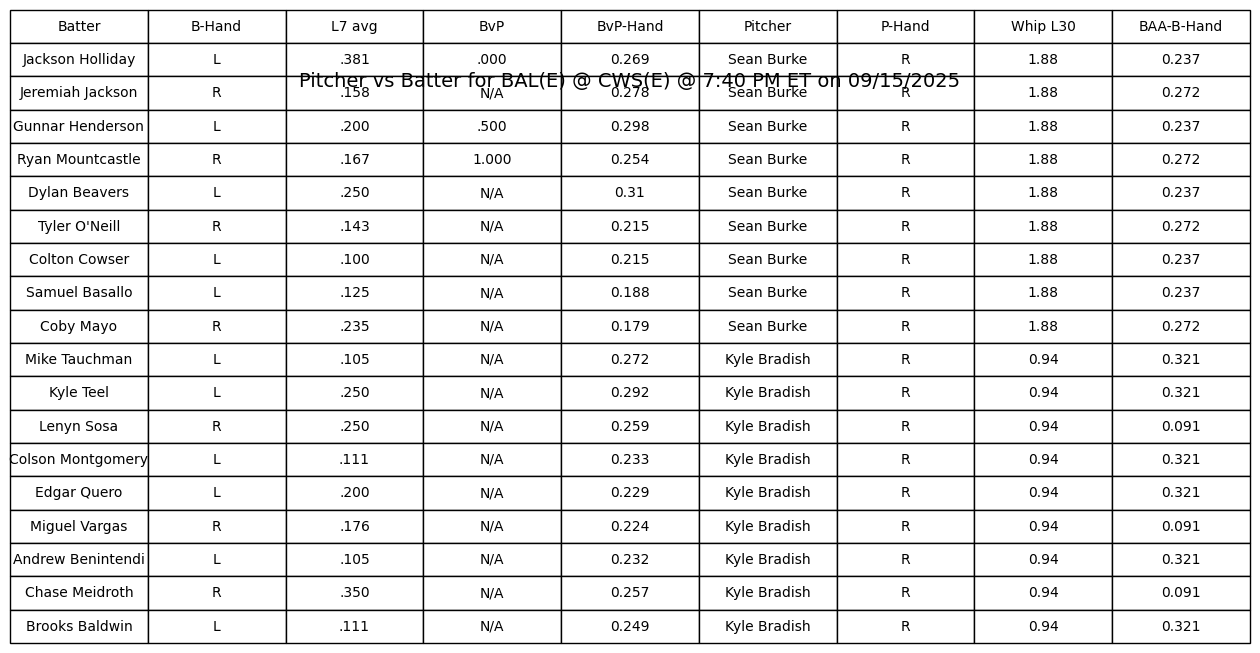 Batter B-Hand L7 avg BvP BvP-Hand Pitcher P-Hand Whip L30 BAA-B-Hand
Jackson Holliday L .381 .000 0.269 Sean Burke R 1.88 0.237
Pitcher vs Batter for BAL(E) @ CWS(E) @ 7:40 PM ET on 09/15/2025
Jeremiah Jackson R .158 N/A 0.278 Sean Burke R 1.88 0.272
Gunnar Henderson L .200 .500 0.298 Sean Burke R 1.88 0.237
Ryan Mountcastle R .167 1.000 0.254 Sean Burke R 1.88 0.272
Dylan Beavers L .250 N/A 0.31 Sean Burke R 1.88 0.237
Tyler O'Neill R .143 N/A 0.215 Sean Burke R 1.88 0.272
Colton Cowser L .100 N/A 0.215 Sean Burke R 1.88 0.237
Samuel Basallo L .125 N/A 0.188 Sean Burke R 1.88 0.237
Coby Mayo R .235 N/A 0.179 Sean Burke R 1.88 0.272
Mike Tauchman L .105 N/A 0.272 Kyle Bradish R 0.94 0.321
Kyle Teel L .250 N/A 0.292 Kyle Bradish R 0.94 0.321
Lenyn Sosa R .250 N/A 0.259 Kyle Bradish R 0.94 0.091
Colson Montgomery L .111 N/A 0.233 Kyle Bradish R 0.94 0.321
Edgar Quero L .200 N/A 0.229 Kyle Bradish R 0.94 0.321
Miguel Vargas R .176 N/A 0.224 Kyle Bradish R 0.94 0.091
Andrew Benintendi L .105 N/A 0.232 Kyle Bradish R 0.94 0.321
Chase Meidroth R .350 N/A 0.257 Kyle Bradish R 0.94 0.091
Brooks Baldwin L .111 N/A 0.249 Kyle Bradish R 0.94 0.321